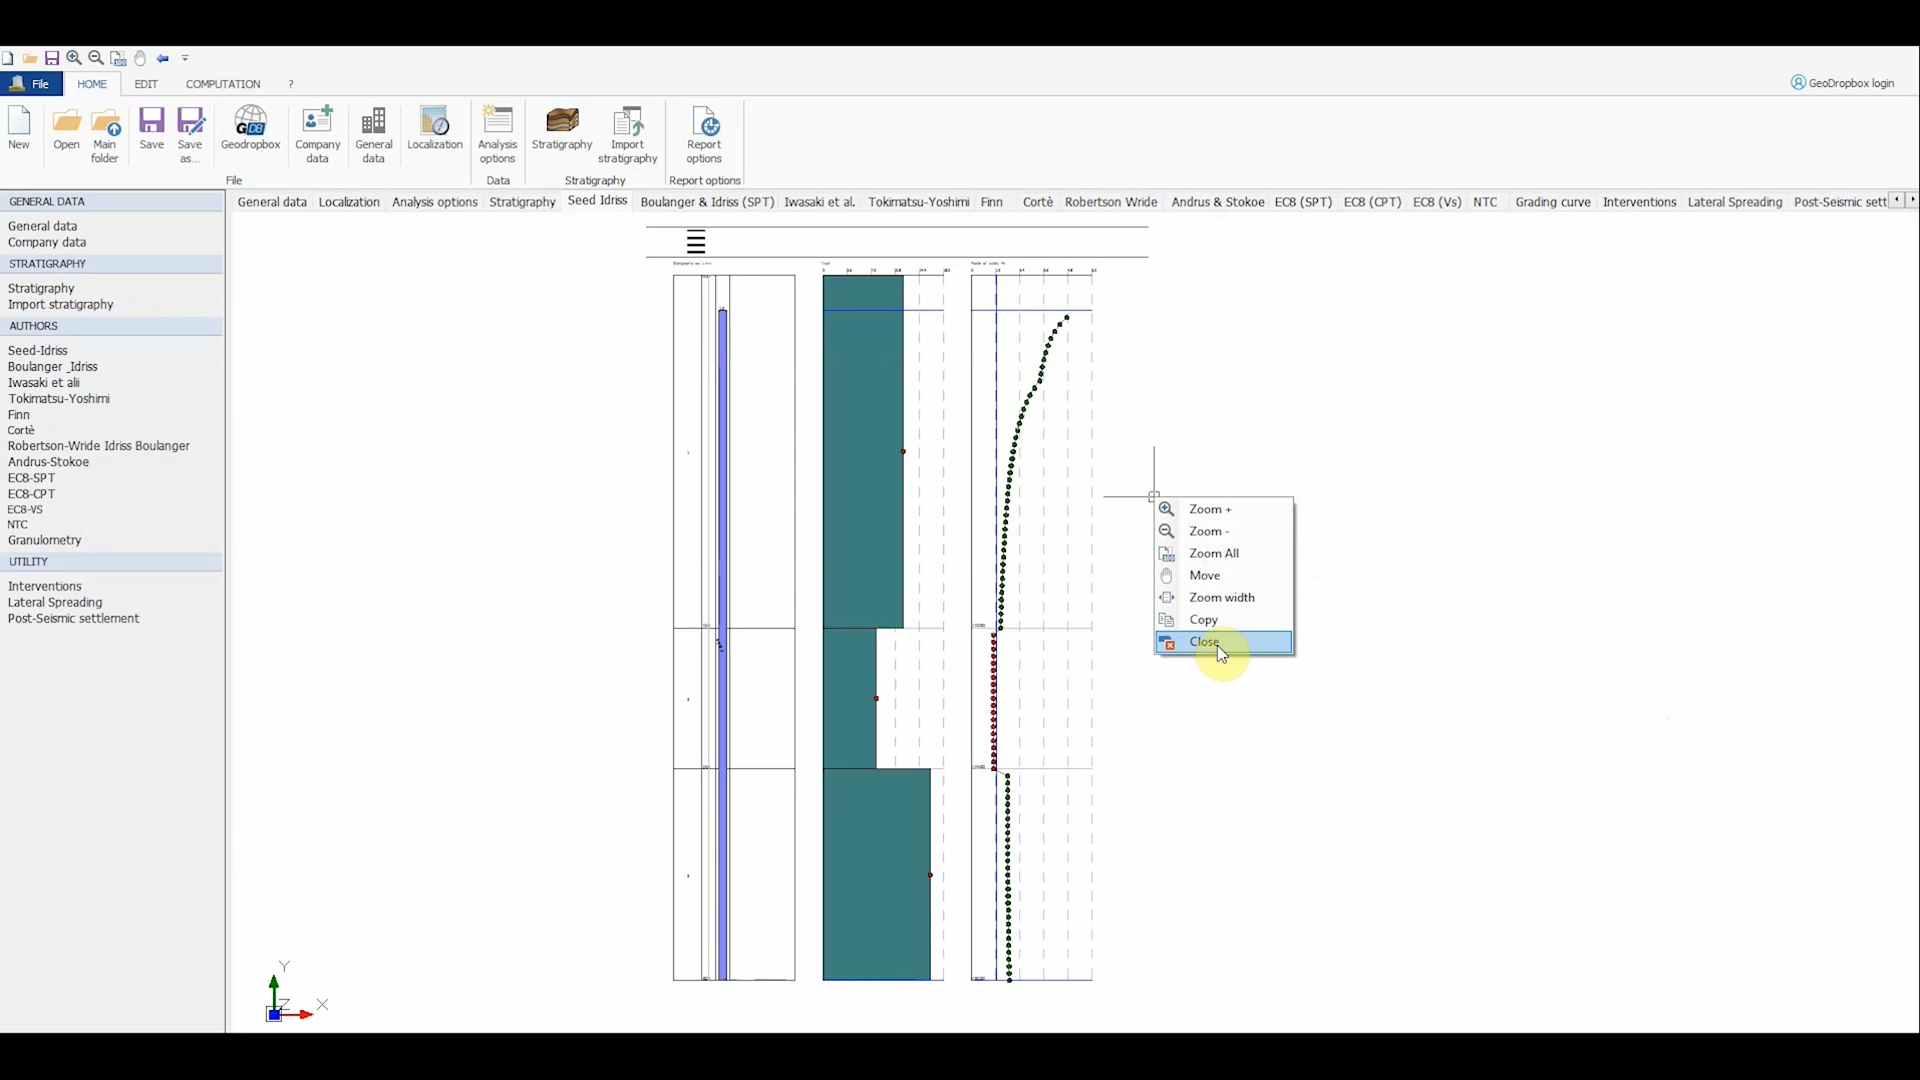 File
HOME
EDIT
COMPUTATION
?
GeoDropbox login
New
Open
Main folder
Save
Save as...
Geodropbox
Company data
General data
Localization
Analysis options
Stratigraphy
Import stratigraphy
Report options
File
Data
Stratigraphy
Report options
General data
Localization
Analysis options
Stratigraphy
Seed Idriss
Boulanger & Idriss (SPT)
Iwasaki et al.
Tokimatsu-Yoshimi
Finn
Cortè
Robertson Wride
Andrus & Stokoe
EC8 (SPT)
EC8 (CPT)
EC8 (Vs)
NTC
Grading curve
Interventions
Lateral Spreading
Post-Seismic sett
GENERAL DATA
General data
Company data
STRATIGRAPHY
Stratigraphy
Import stratigraphy
AUTHORS
Seed-Idriss
Boulanger _Idriss
Iwasaki et alii
Tokimatsu-Yoshimi
Finn
Cortè
Robertson-Wride Idriss Boulanger
Andrus-Stokoe
EC8-SPT
EC8-CPT
EC8-VS
NTC
Granulometry
UTILITY
Interventions
Lateral Spreading
Post-Seismic settlement
Zoom +
Zoom -
Zoom All
Move
Zoom width
Copy
Close
Y
Z
X